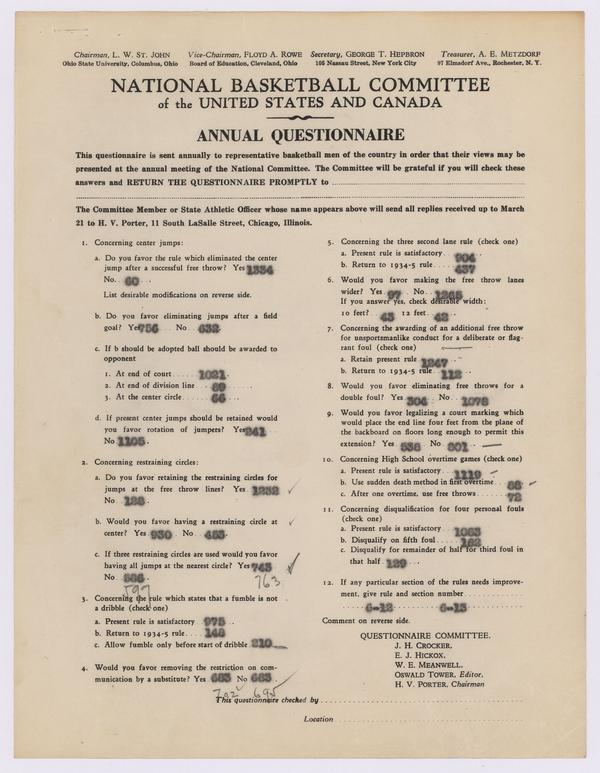 Chairman, L. W. ST. JOHN Vice-Chairman, FLOYD A. ROWE Secretary, GEORGE T. HEPBRON Treasurer, A. E. METZDORF
Ohio State University, Columbus, Ohio Board of Education, Cleveland, Ohio 105 Nassau Street, New York City 97 Elmsdorf Ave., Rochester, N. Y.
NATIONAL BASKETBALL COMMITTEE
of the UNITED STATES AND CANADA
ANNUAL QUESTIONNAIRE
This questionnaire is sent annually to representative basketball men of the country in order that their views may be
presented at the annual meeting of the National Committee. The Committee will be grateful if you will check these
answers and RETURN THE QUESTIONNAIRE PROMPTLY to
The Committee Member or State Athletic Officer whose name appears above will send all replies received up to March
21 to H. V. Porter, 11 South LaSalle Street, Chicago, Illinois.
1. Concerning center jumps:
a. Do you favor the rule which eliminated the center
jump after a successful free throw? Yes 1334
No 60
List desirable modifications on reverse side.
b. Do you favor eliminating jumps after a field
goal? Yes 756 No 632
c. If b should be adopted ball should be awarded to
opponent
1. At end of court 1021
2. At end of division line 89
3. At the center circle 66
d. If present center jumps should be retained would
you favor rotation of jumpers? Yes 241
No 1105
2. Concerning restraining circles:
a. Do you favor retaining the restraining circles for
jumps at the free throw lines? Yes 1232
No 128
b. Would you favor having a restraining circle at
center? Yes 930 No 453
c. If three restraining circles are used would you favor
having all jumps at the nearest circle? Yes 743
No 586 763
597
3. Concerning the rule which states that a fumble is not
a dribble (check one)
a. Present rule is satisfactory 975
b. Return to 1934-5 rule 148
c. Allow fumble only before start of dribble 210
4. Would you favor removing the restriction on com-
munication by a substitute? Yes 683 No 683
702 695
5. Concerning the three second lane rule (check one)
a. Present rule is satisfactory 904
b. Return to 1934-5 rule 437
6. Would you favor making the free throw lanes
wider? Yes 97 No 1265
If you answer yes, check desirable width:
10 feet? 43 12 feet 42
7. Concerning the awarding of an additional free throw
for unsportsmanlike conduct for a deliberate or flag-
rant foul (check one)
a. Retain present rule 1247
b. Return to 1934-5 rule 112
8. Would you favor eliminating free throws for a
double foul? Yes 304 No 1078
9. Would you favor legalizing a court marking which
would place the end line four feet from the plane of
the backboard on floors long enough to permit this
extension? Yes 536 No 801
10. Concerning High School overtime games (check one)
a. Present rule is satisfactory 1119
b. Use sudden death method in first overtime 88
c. After one overtime, use free throws 72
11. Concerning disqualification for four personal fouls
(check one)
a. Present rule is satisfactory 1063
b. Disqualify on fifth foul 162
c. Disqualify for remainder of half for third foul in
that half 129
12. If any particular section of the rules needs improve-
ment, give rule and section number
6-12 6-13
Comment on reverse side.
QUESTIONNAIRE COMMITTEE.
J. H. CROCKER,
E. J. HICKOX,
W. E. MEANWELL,
OSWALD TOWER, Editor,
H. V. PORTER, Chairman
This questionnaire checked by
Location